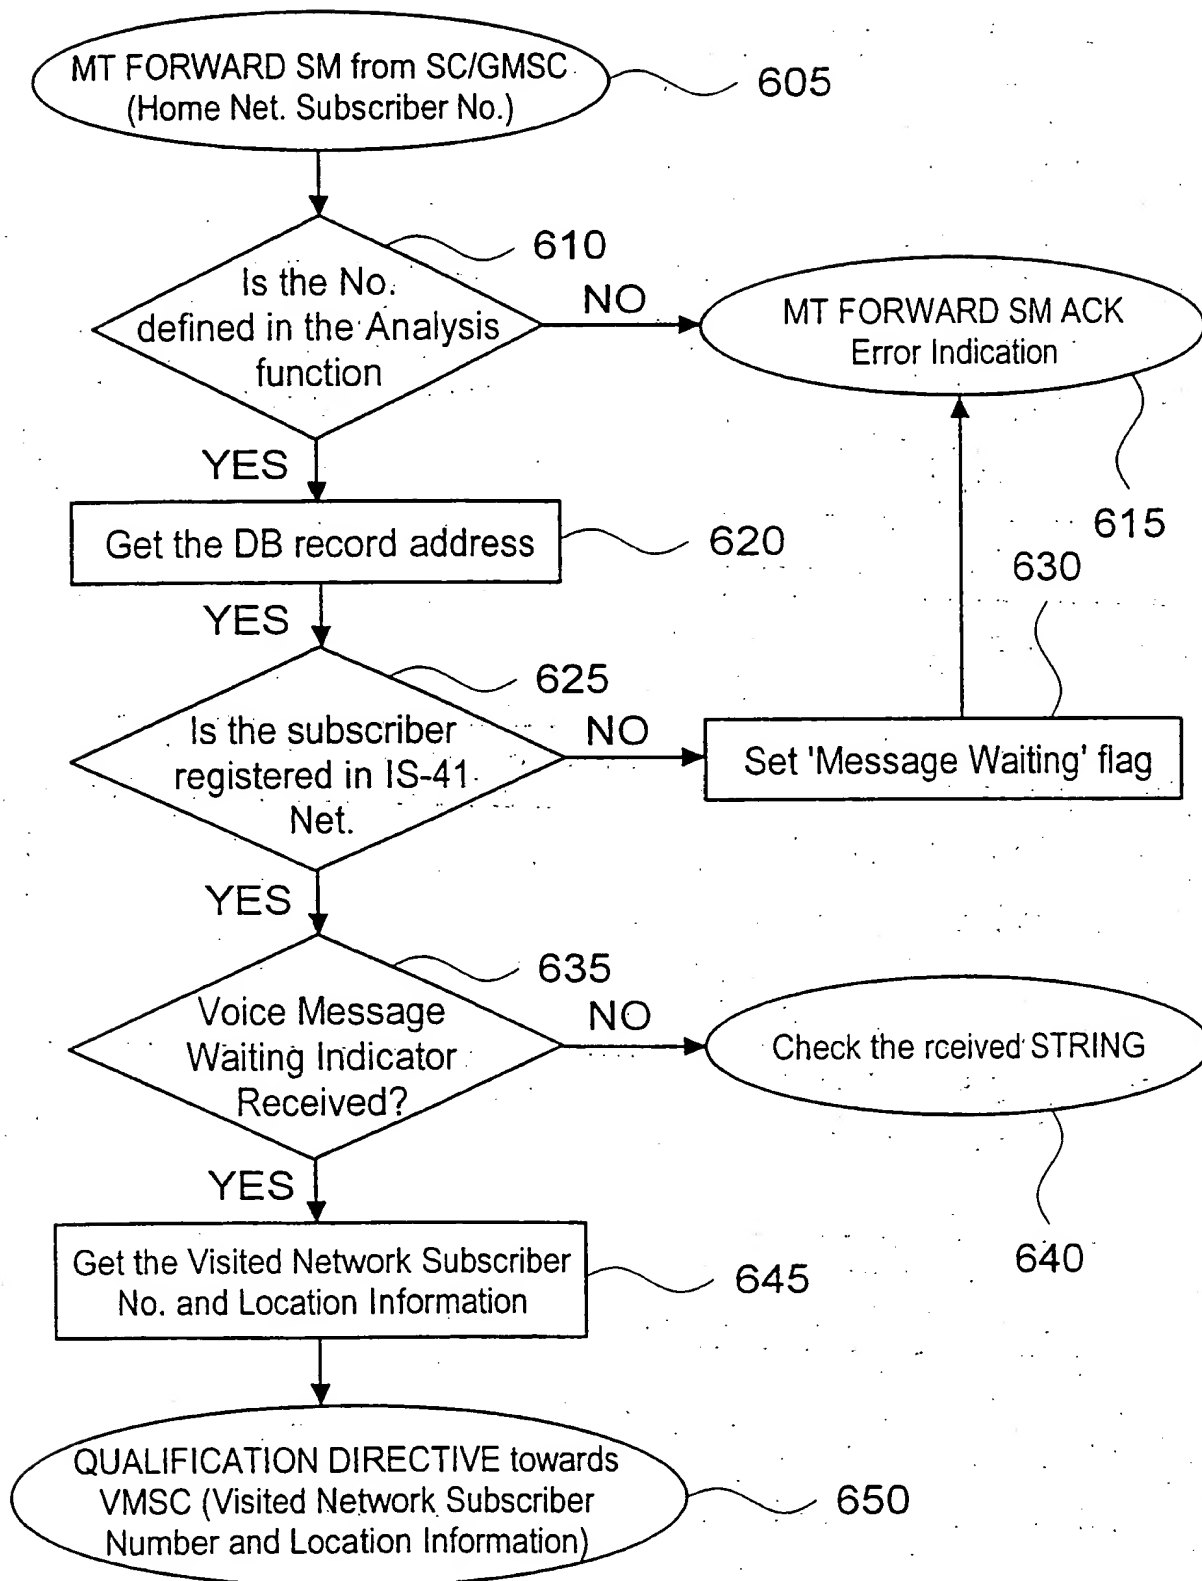 MT FORWARD SM from SC/GMSC
(Home Net. Subscriber No.)
605
610
Is the No.
defined in the Analysis
function
NO
MT FORWARD SM ACK
Error Indication
615
YES
Get the DB record address
620
630
YES
625
Is the subscriber
registered in IS-41
Net.
NO
Set 'Message Waiting' flag
YES
635
Voice Message
Waiting Indicator
Received?
NO
Check the rceived STRING
640
YES
Get the Visited Network Subscriber
No. and Location Information
645
QUALIFICATION DIRECTIVE towards
VMSC (Visited Network Subscriber
Number and Location Information)
650